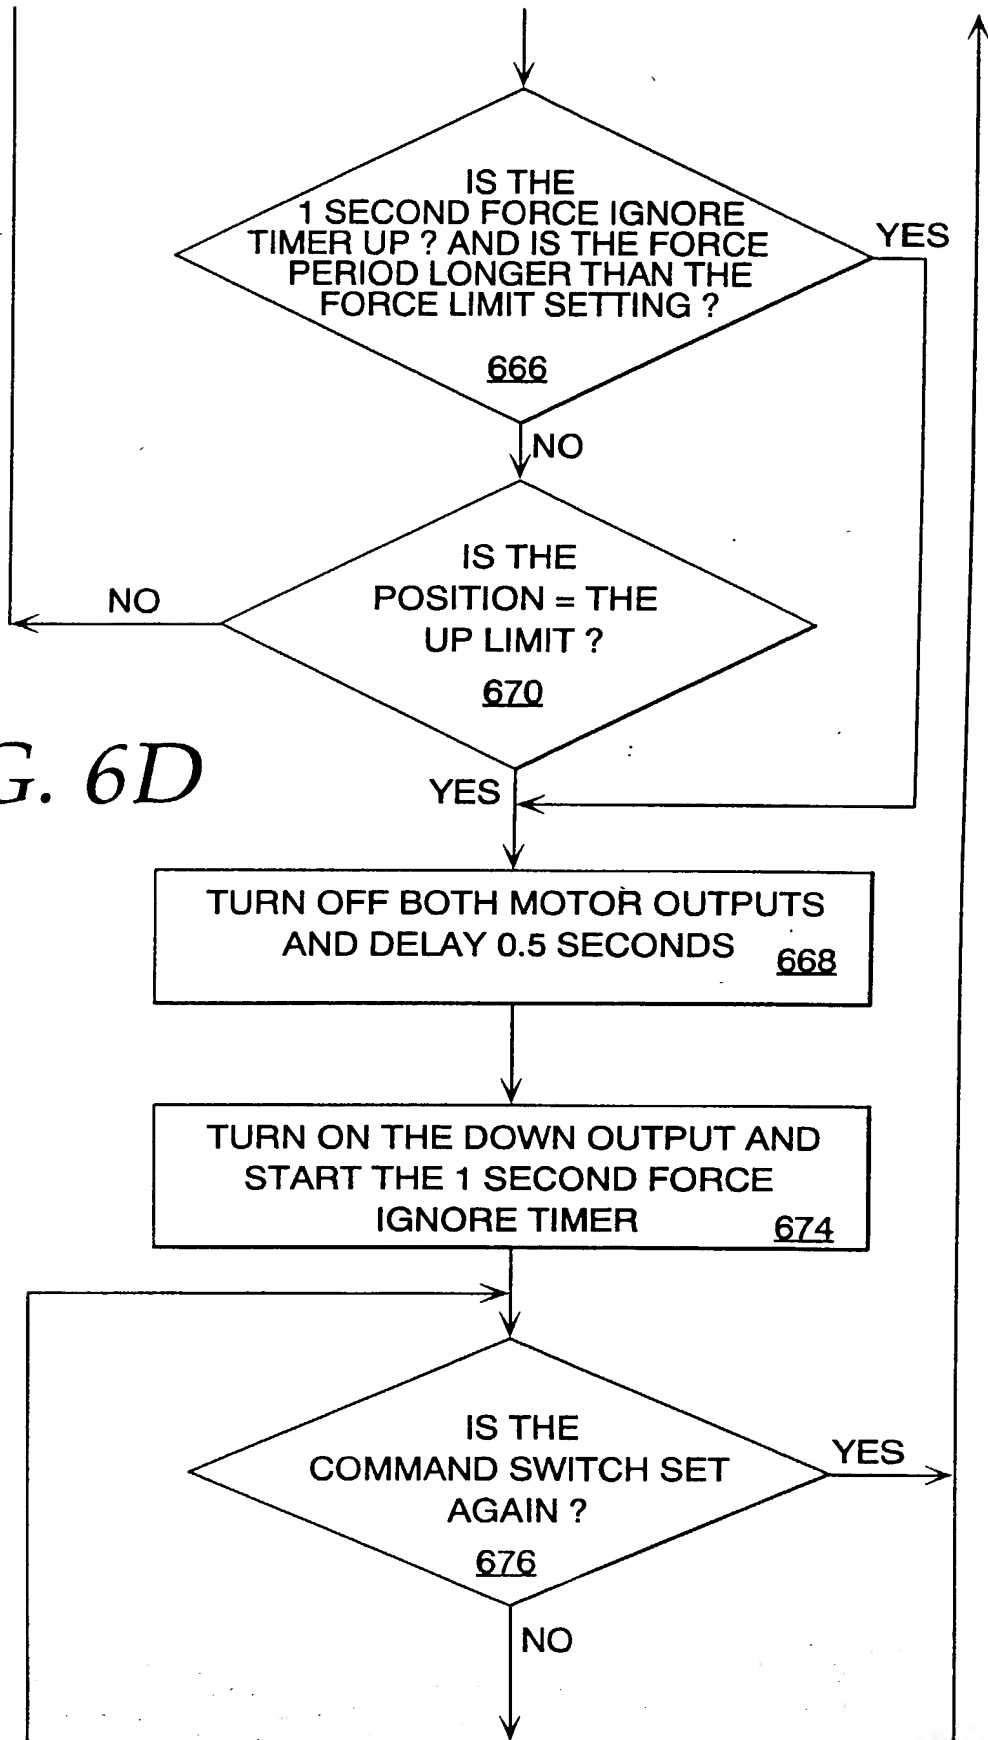 IS THE
1 SECOND FORCE IGNORE
TIMER UP ? AND IS THE FORCE
PERIOD LONGER THAN THE
FORCE LIMIT SETTING ?
666
YES
NO
IS THE
POSITION = THE
UP LIMIT ?
670
NO
G. 6D
YES
TURN OFF BOTH MOTOR OUTPUTS
AND DELAY 0.5 SECONDS
668
TURN ON THE DOWN OUTPUT AND
START THE 1 SECOND FORCE
IGNORE TIMER
674
IS THE
COMMAND SWITCH SET
AGAIN ?
676
YES
NO